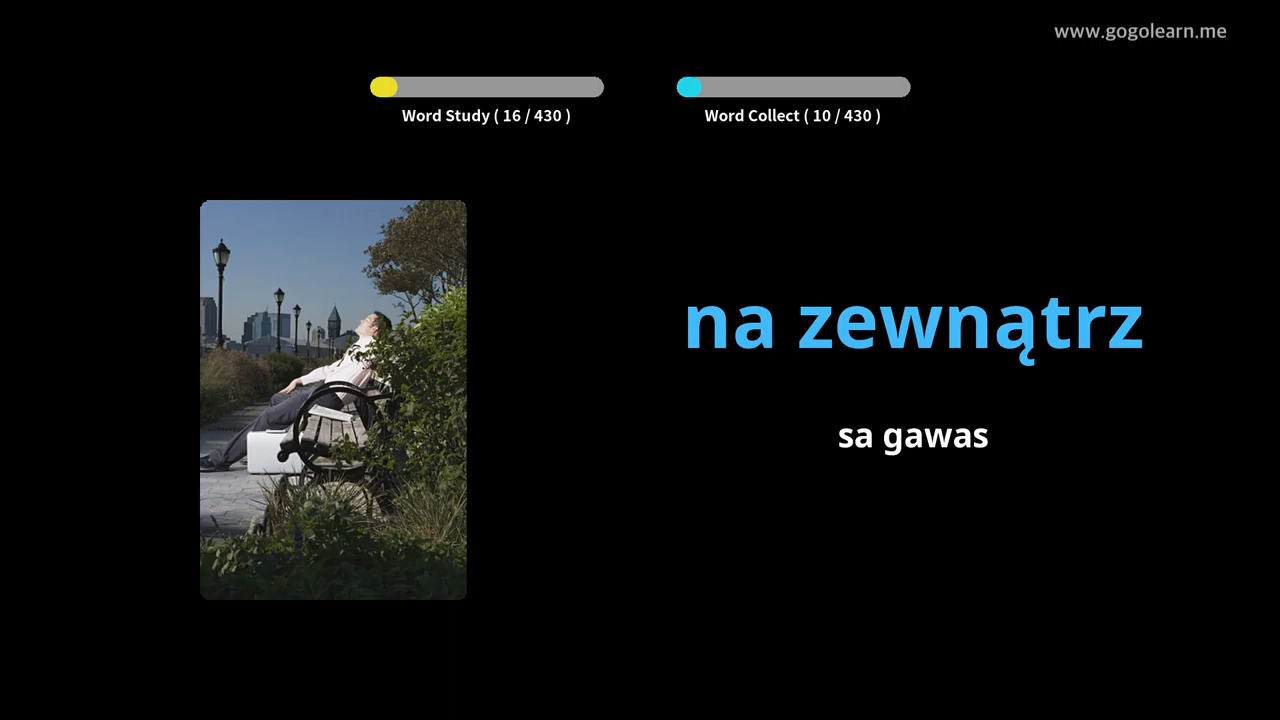 www.gogolearn.me
Word Study ( 16 / 430 )
Word Collect ( 10 / 430 )
na zewnątrz
sa gawas